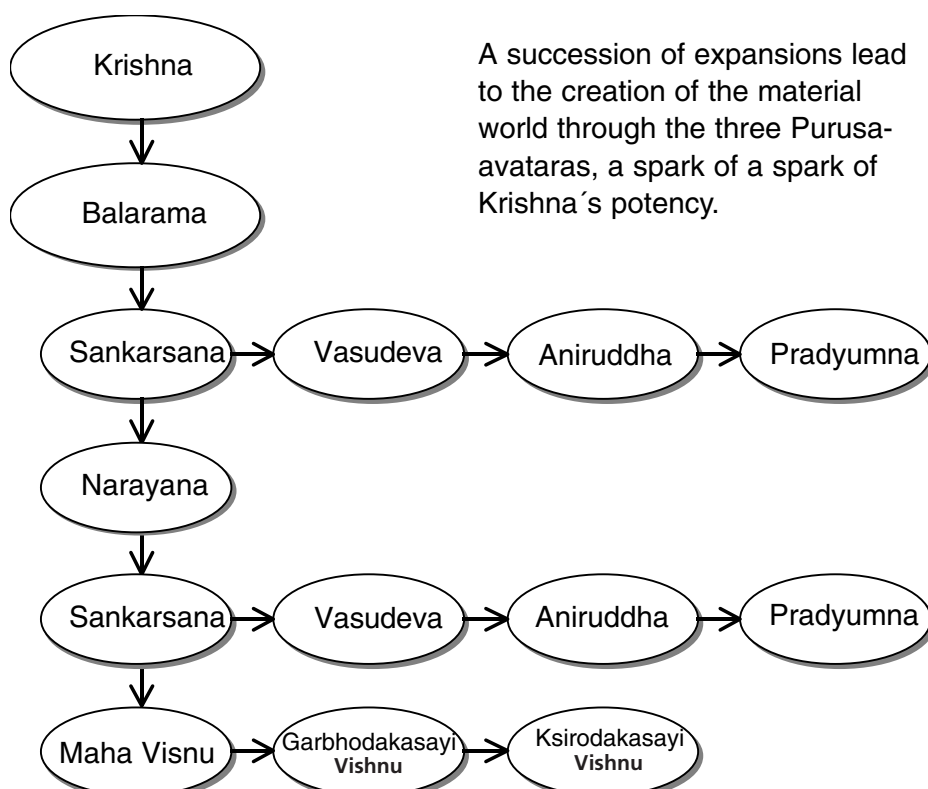 Krishna
A succession of expansions lead
to the creation of the material
world through the three Purusa-
avataras, a spark of a spark of
Krishna´s potency.
Balarama
Sankarsana
Vasudeva
Aniruddha
Pradyumna
Narayana
Sankarsana
Vasudeva
Aniruddha
Pradyumna
Maha Visnu
Garbhodakasayi
Vishnu
Ksirodakasayi
Vishnu